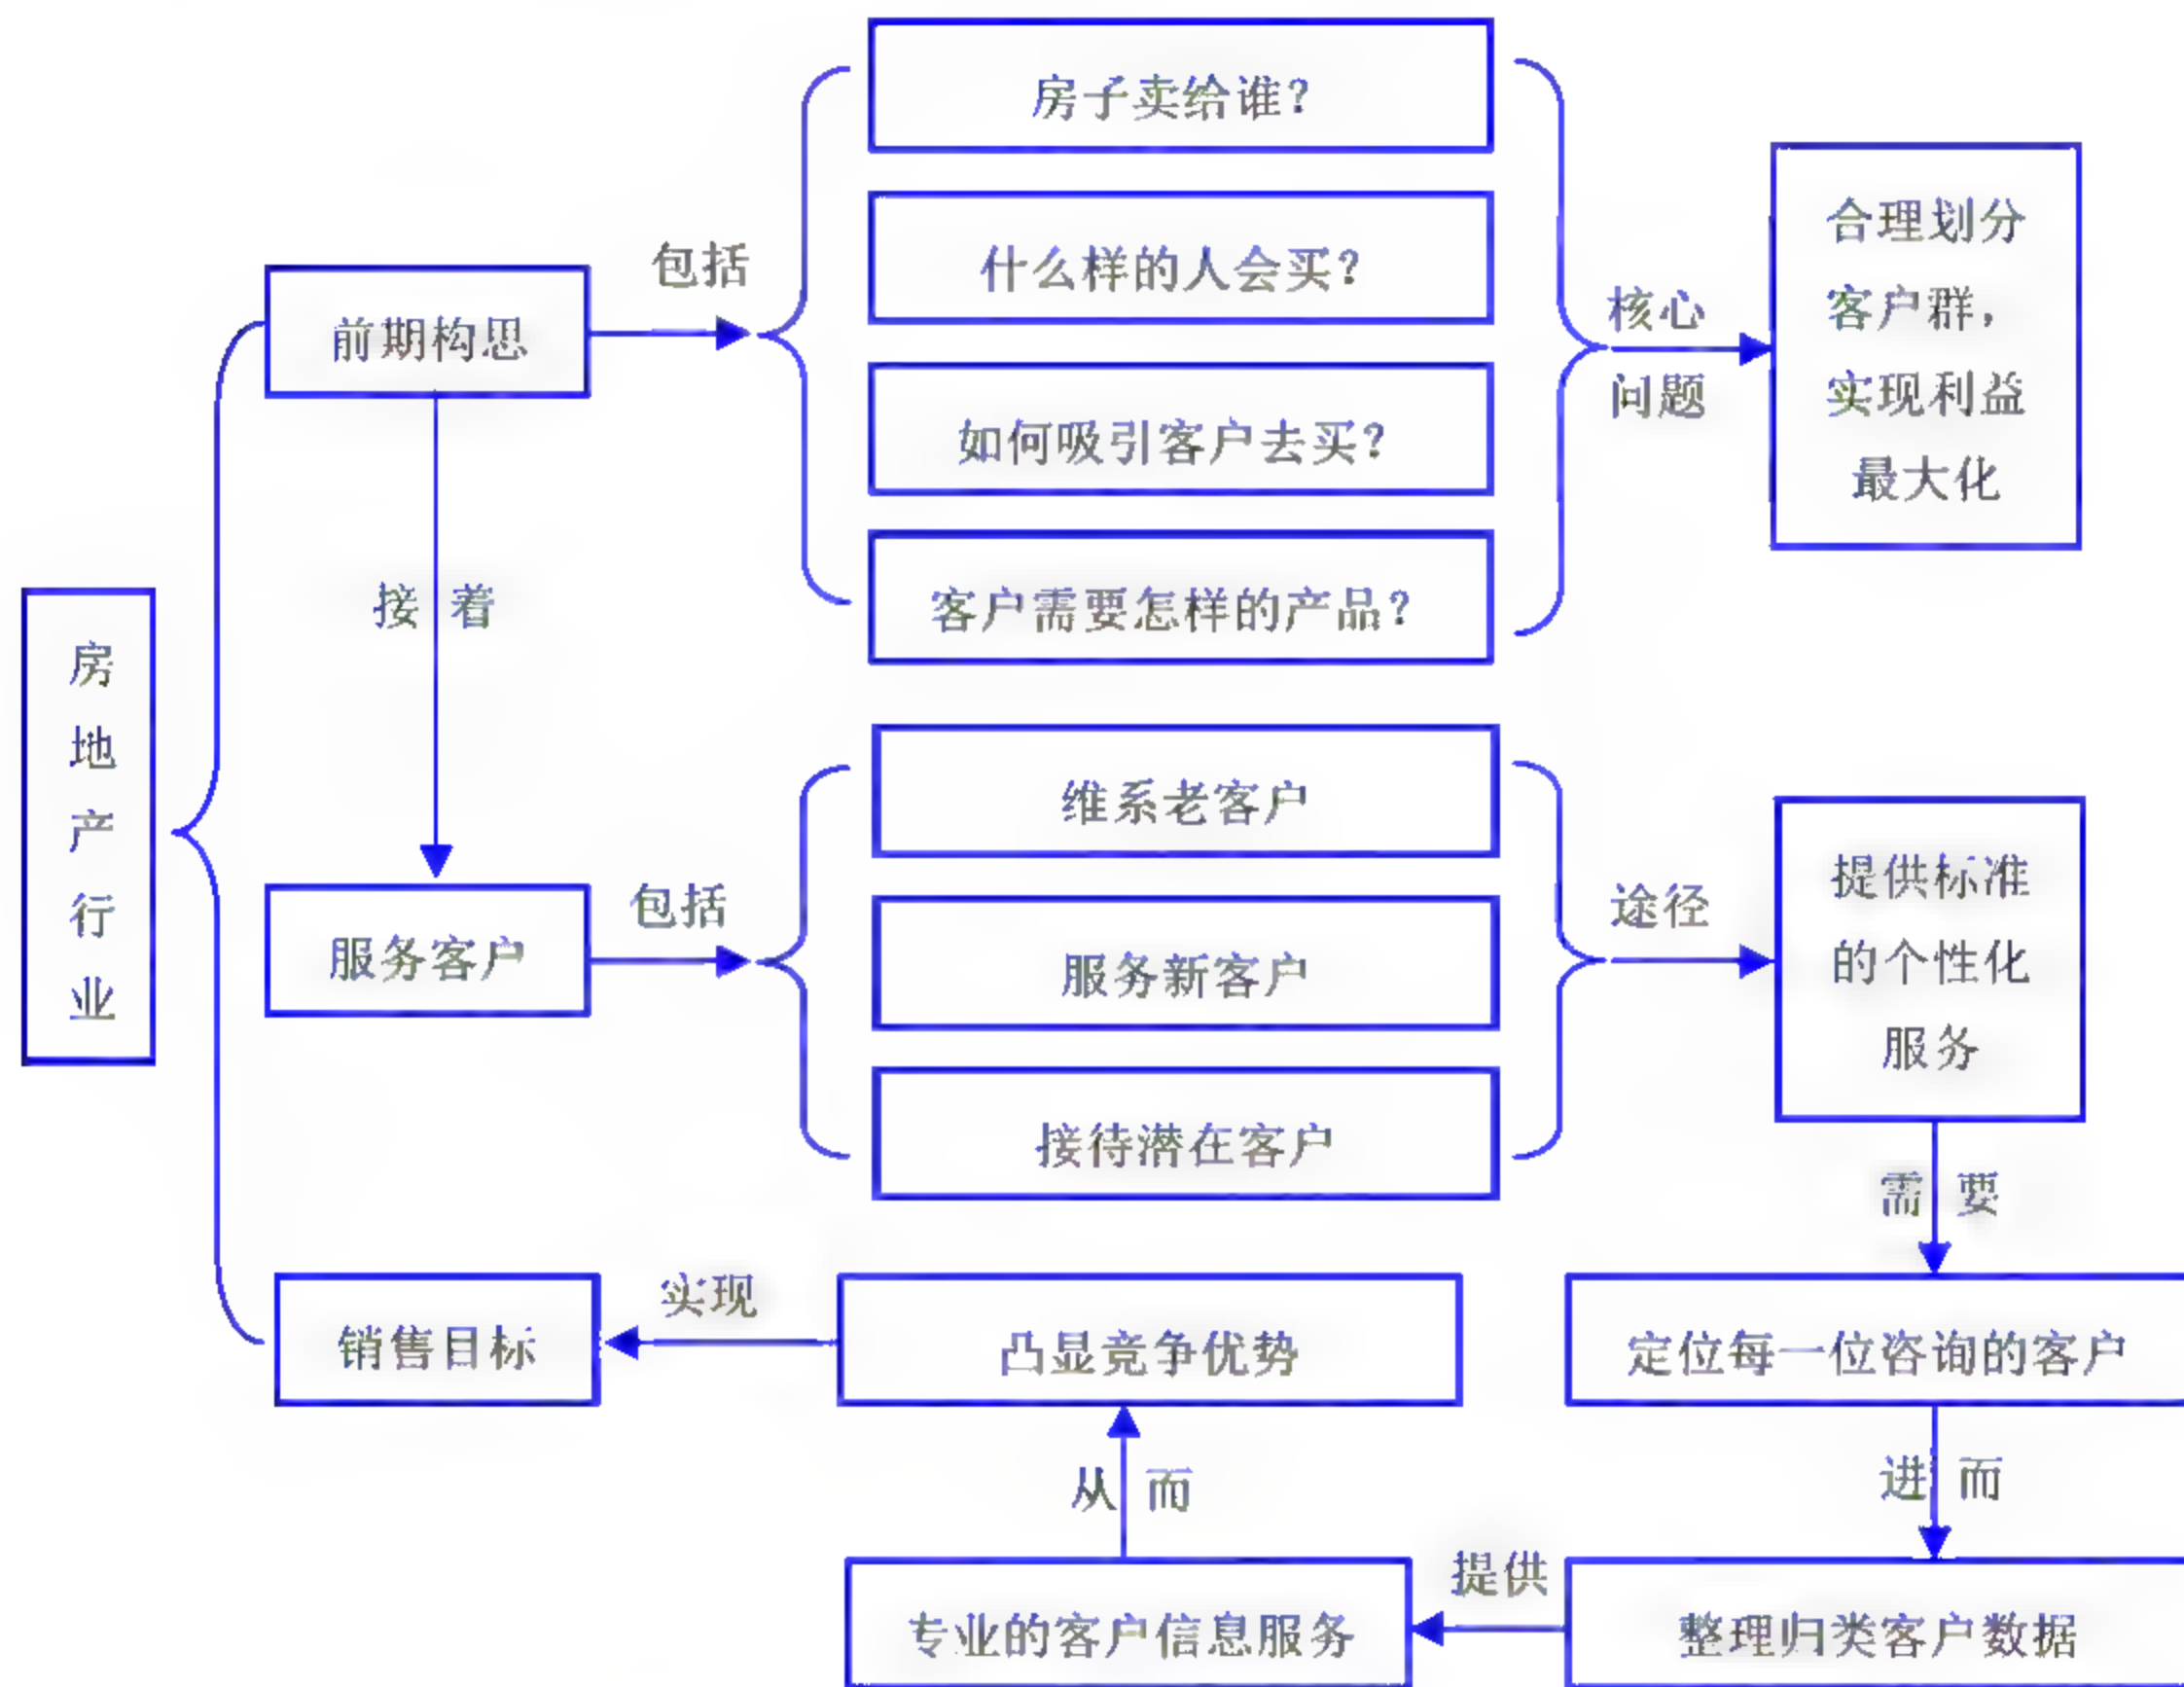 房子卖给谁？
什么样的人会买？
如何吸引客户去买？
客户需要怎样的产品？
包括
前期构思
核心
问题
合理划分
客户群，
实现利益
最大化
接着
房
地
产
行
业
维系老客户
服务新客户
接待潜在客户
包括
服务客户
途径
提供标准
的个性化
服务
需要
销售目标
实现
凸显竞争优势
定位每一位咨询的客户
从而
进而
专业的客户信息服务
提供
整理归类客户数据